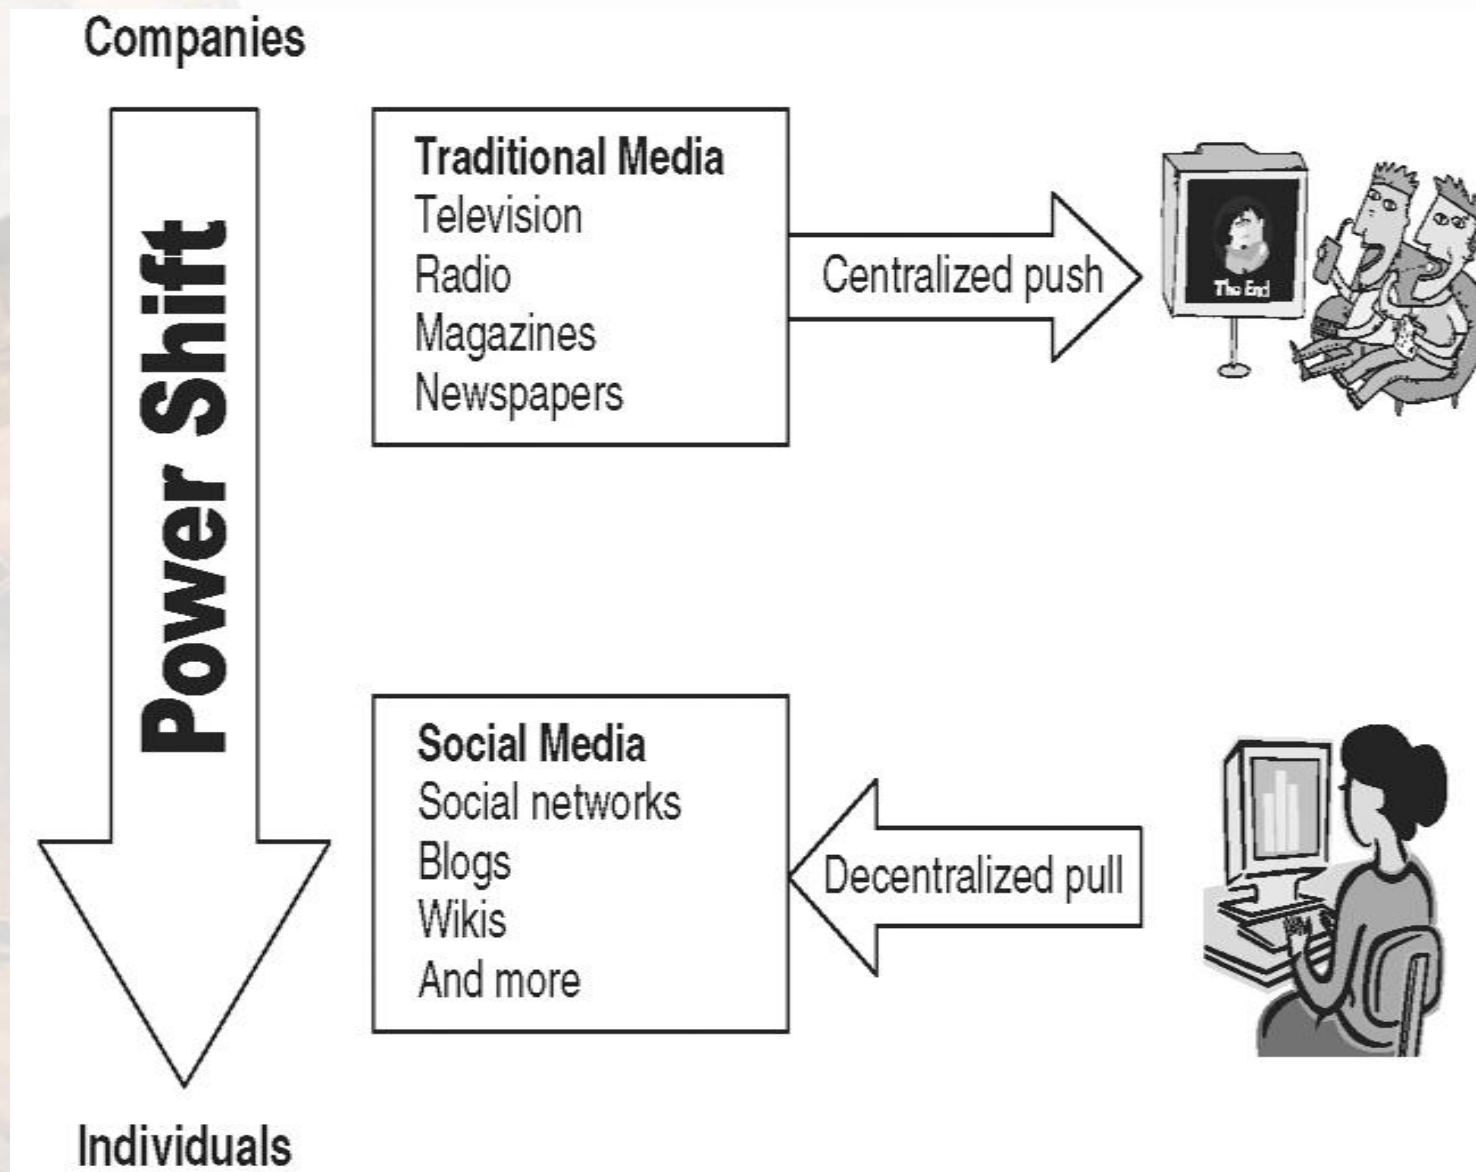 Companies
Power Shift
Traditional Media
Television
Radio
Magazines
Newspapers
Centralized push
The End
Social Media
Social networks
Blogs
Wikis
And more
Decentralized pull
Individuals